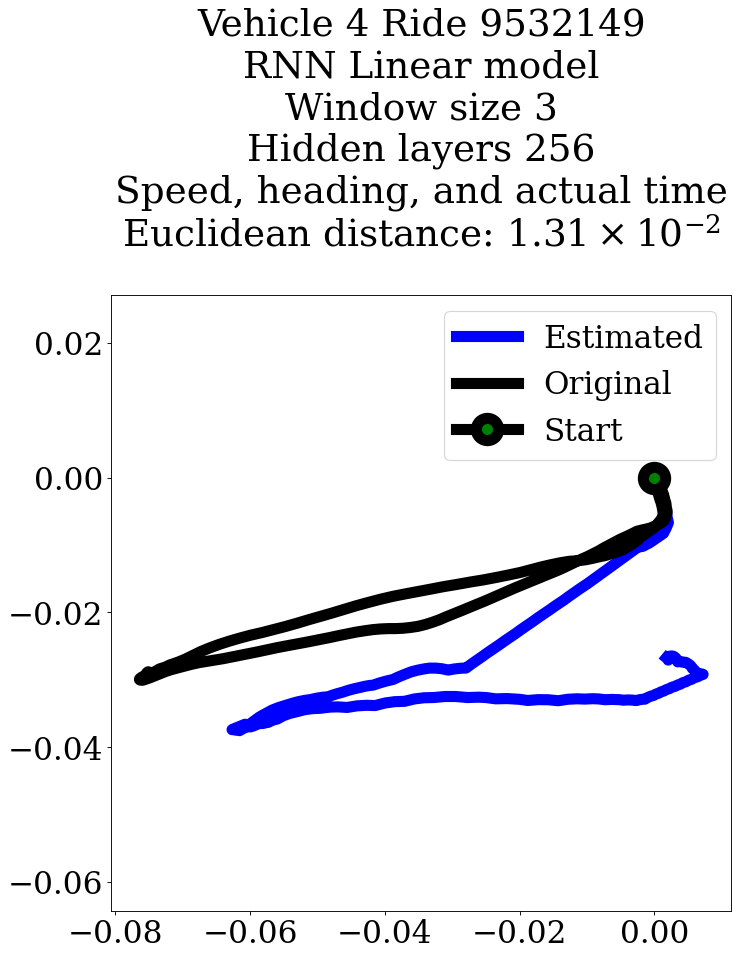 Vehicle 4 Ride 9532149
RNN Linear model
Window size 3
Hidden layers 256
Speed, heading, and actual time
Euclidean distance: 1.31 × 10⁻²
Estimated
Original
Start
0.02
0.00
−0.02
−0.04
−0.06
−0.08 −0.06 −0.04 −0.02 0.00